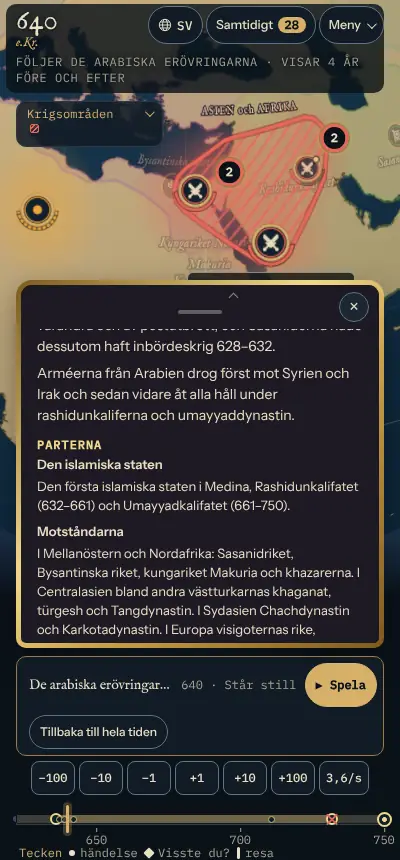 640
e.Kr.
SV
Samtidigt 28
Meny
FÖLJER DE ARABISKA ERÖVRINGARNA · VISAR 4 ÅR
FÖRE OCH EFTER
Krigsområden
ASIEN och AFRIKA
2
2
Byzantinska
Kungariket
Makuria
dessutom haft inbördeskrig 628–632.
Arméerna från Arabien drog först mot Syrien och
Irak och sedan vidare åt alla håll under
rashidunkaliferna och umayyaddynastin.
PARTERNA
Den islamiska staten
Den första islamiska staten i Medina, Rashidunkalifatet
(632–661) och Umayyadkalifatet (661–750).
Motståndarna
I Mellanöstern och Nordafrika: Sasanidriket,
Bysantinska riket, kungariket Makuria och khazarerna. I
Centralasien bland andra västturkarnas khaganat,
türgesh och Tangdynastin. I Sydasien Chachdynastin
och Karkotadynastin. I Europa visigoternas rike,
De arabiska erövringar... 640 · Står still
▶ Spela
Tillbaka till hela tiden
−100 −10 −1 +1 +10 +100 3,6/s
650 700 750
Tecken ● händelse ◆ Visste du? resa